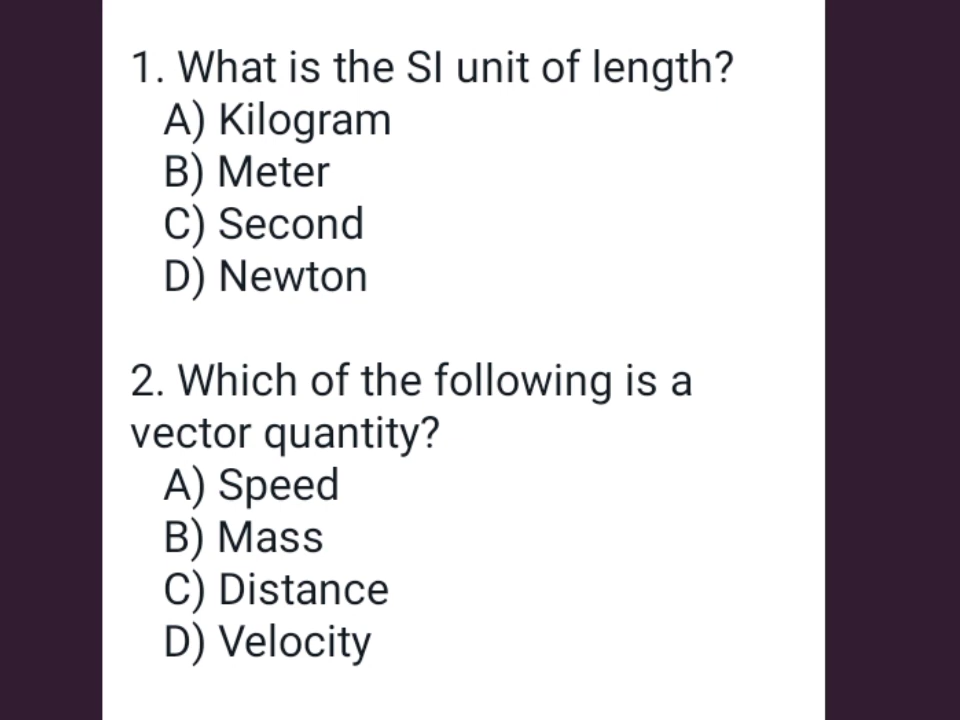 1. What is the SI unit of length?
A) Kilogram
B) Meter
C) Second
D) Newton
2. Which of the following is a
vector quantity?
A) Speed
B) Mass
C) Distance
D) Velocity